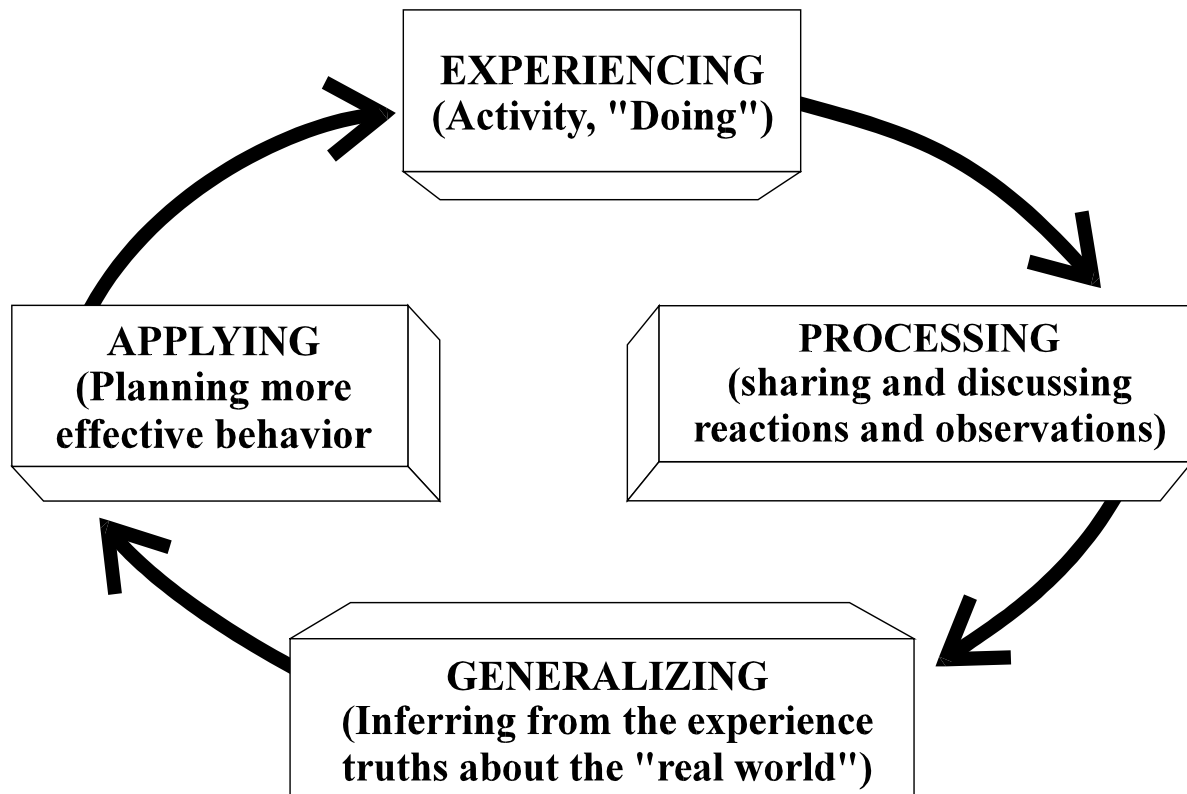 EXPERIENCING
(Activity, "Doing")
PROCESSING
(sharing and discussing
reactions and observations)
GENERALIZING
(Inferring from the experience
truths about the "real world")
APPLYING
(Planning more
effective behavior